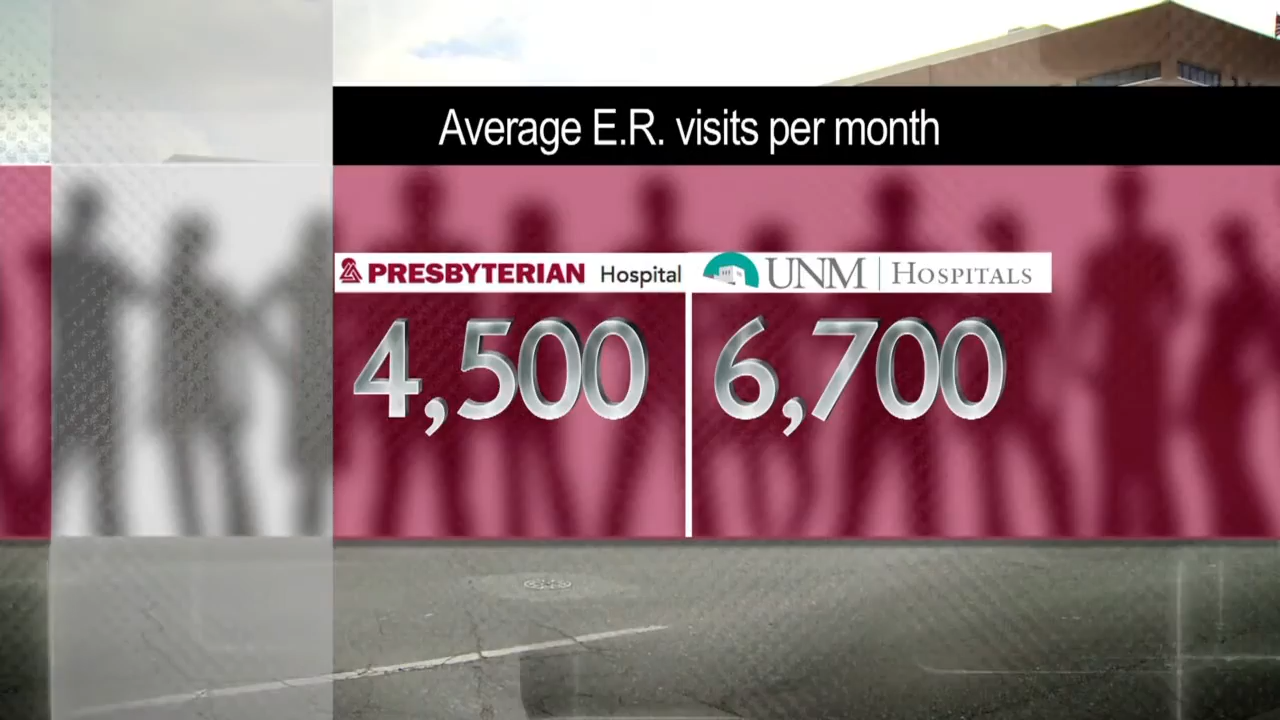 Average E.R. visits per month
PRESBYTERIAN Hospital
UNM | HOSPITALS
4,500
6,700